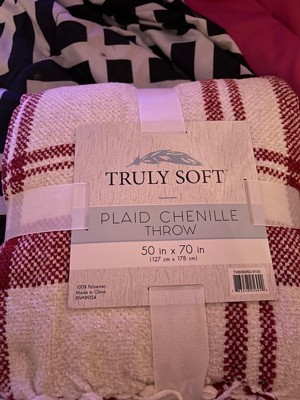 TRULY SOFT
PLAID CHENILLE
THROW
50 in x 70 in
(127 cm x 178 cm)
100% Polyester
Made in China